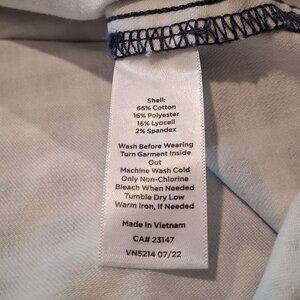 Shell:
66% Cotton
16% Polyester
16% Lyocell
2% Spandex
Wash Before Wearing
Turn Garment Inside
Out
Machine Wash Cold
Only Non-Chlorine
Bleach When Needed
Tumble Dry Low
Warm Iron, If Needed
Made in Vietnam
CA# 23147
VN5214 07/22